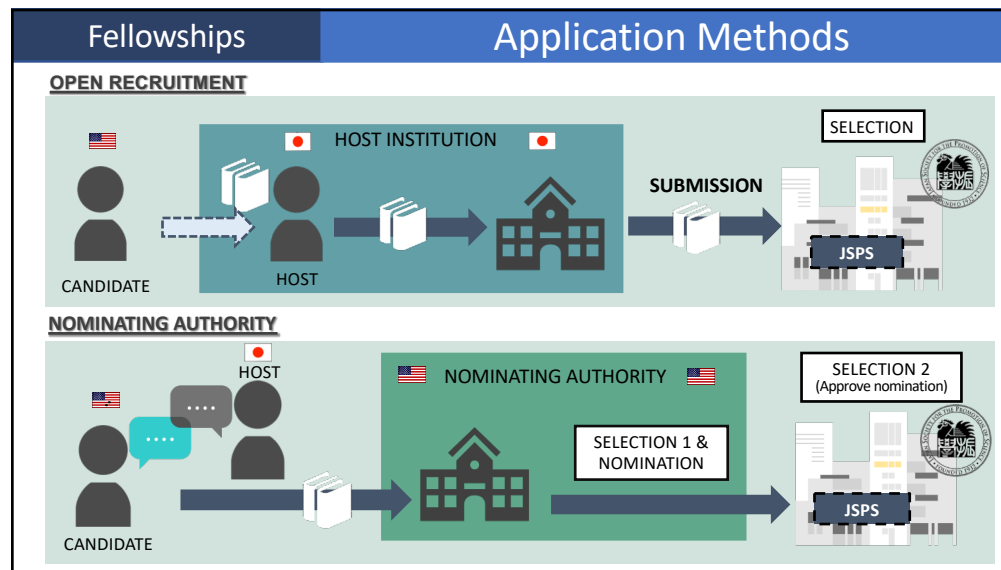 Fellowships
Application Methods
OPEN RECRUITMENT
HOST INSTITUTION
SELECTION
SUBMISSION
JSPS
CANDIDATE
HOST
NOMINATING AUTHORITY
HOST
NOMINATING AUTHORITY
SELECTION 2
(Approve nomination)
SELECTION 1 &
NOMINATION
JSPS
CANDIDATE